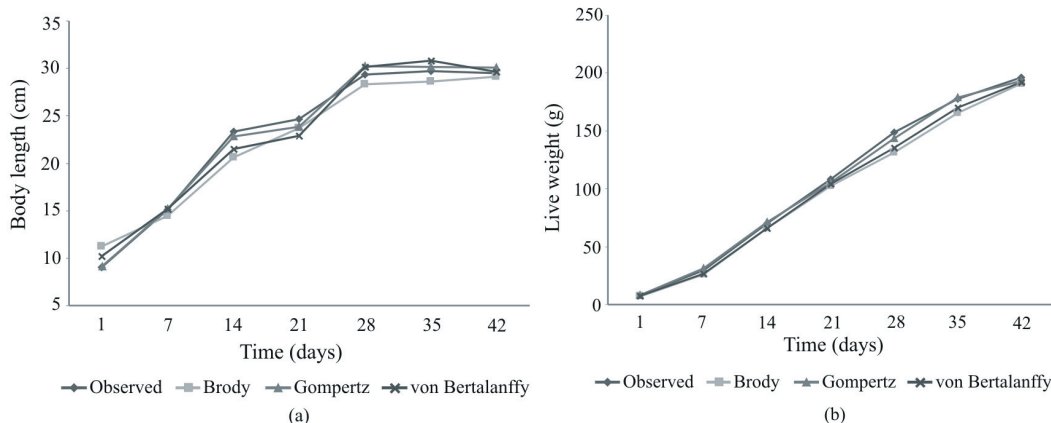 35
30
25
20
15
10
5
Body length (cm)
1 7 14 21 28 35 42
Time (days)
Observed Brody Gompertz von Bertalanffy
(a)
250
200
150
100
50
0
Live weight (g)
1 7 14 21 28 35 42
Time (days)
Observed Brody Gompertz von Bertalanffy
(b)